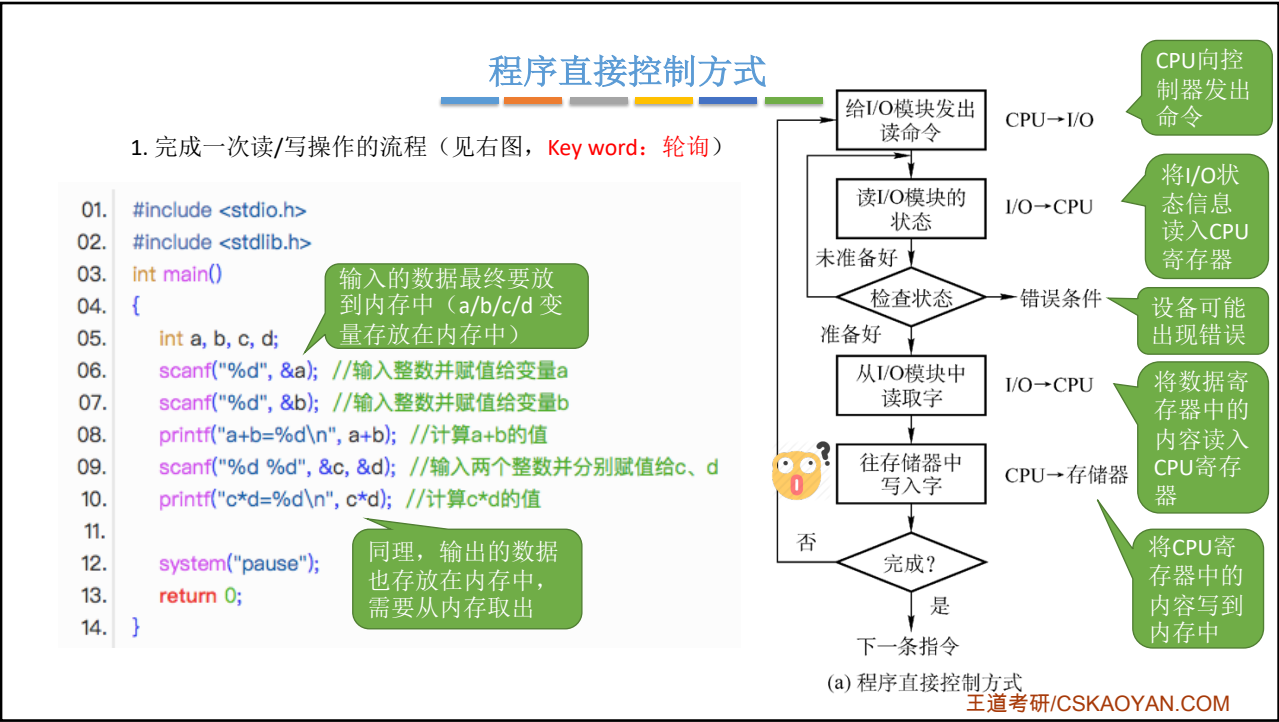 程序直接控制方式
1. 完成一次读/写操作的流程（见右图，Key word：轮询）
01. #include <stdio.h>
02. #include <stdlib.h>
03. int main()
04. {
05. int a, b, c, d;
06. scanf("%d", &a); //输入整数并赋值给变量a
07. scanf("%d", &b); //输入整数并赋值给变量b
08. printf("a+b=%d\n", a+b); //计算a+b的值
09. scanf("%d %d", &c, &d); //输入两个整数并分别赋值给c、d
10. printf("c*d=%d\n", c*d); //计算c*d的值
11.
12. system("pause");
13. return 0;
14. }
输入的数据最终要放
到内存中（a/b/c/d 变
量存放在内存中）
同理，输出的数据
也存放在内存中，
需要从内存取出
给I/O模块发出
读命令
CPU→I/O
CPU向控
制器发出
命令
读I/O模块的
状态
I/O→CPU
将I/O状
态信息
读入CPU
寄存器
未准备好
检查状态
错误条件
设备可能
出现错误
准备好
从I/O模块中
读取字
I/O→CPU
将数据寄
存器中的
内容读入
CPU寄存
器
?
往存储器中
写入字
CPU→存储器
将CPU寄
存器中的
内容写到
内存中
否
完成？
是
下一条指令
(a) 程序直接控制方式
王道考研/CSKAOYAN.COM